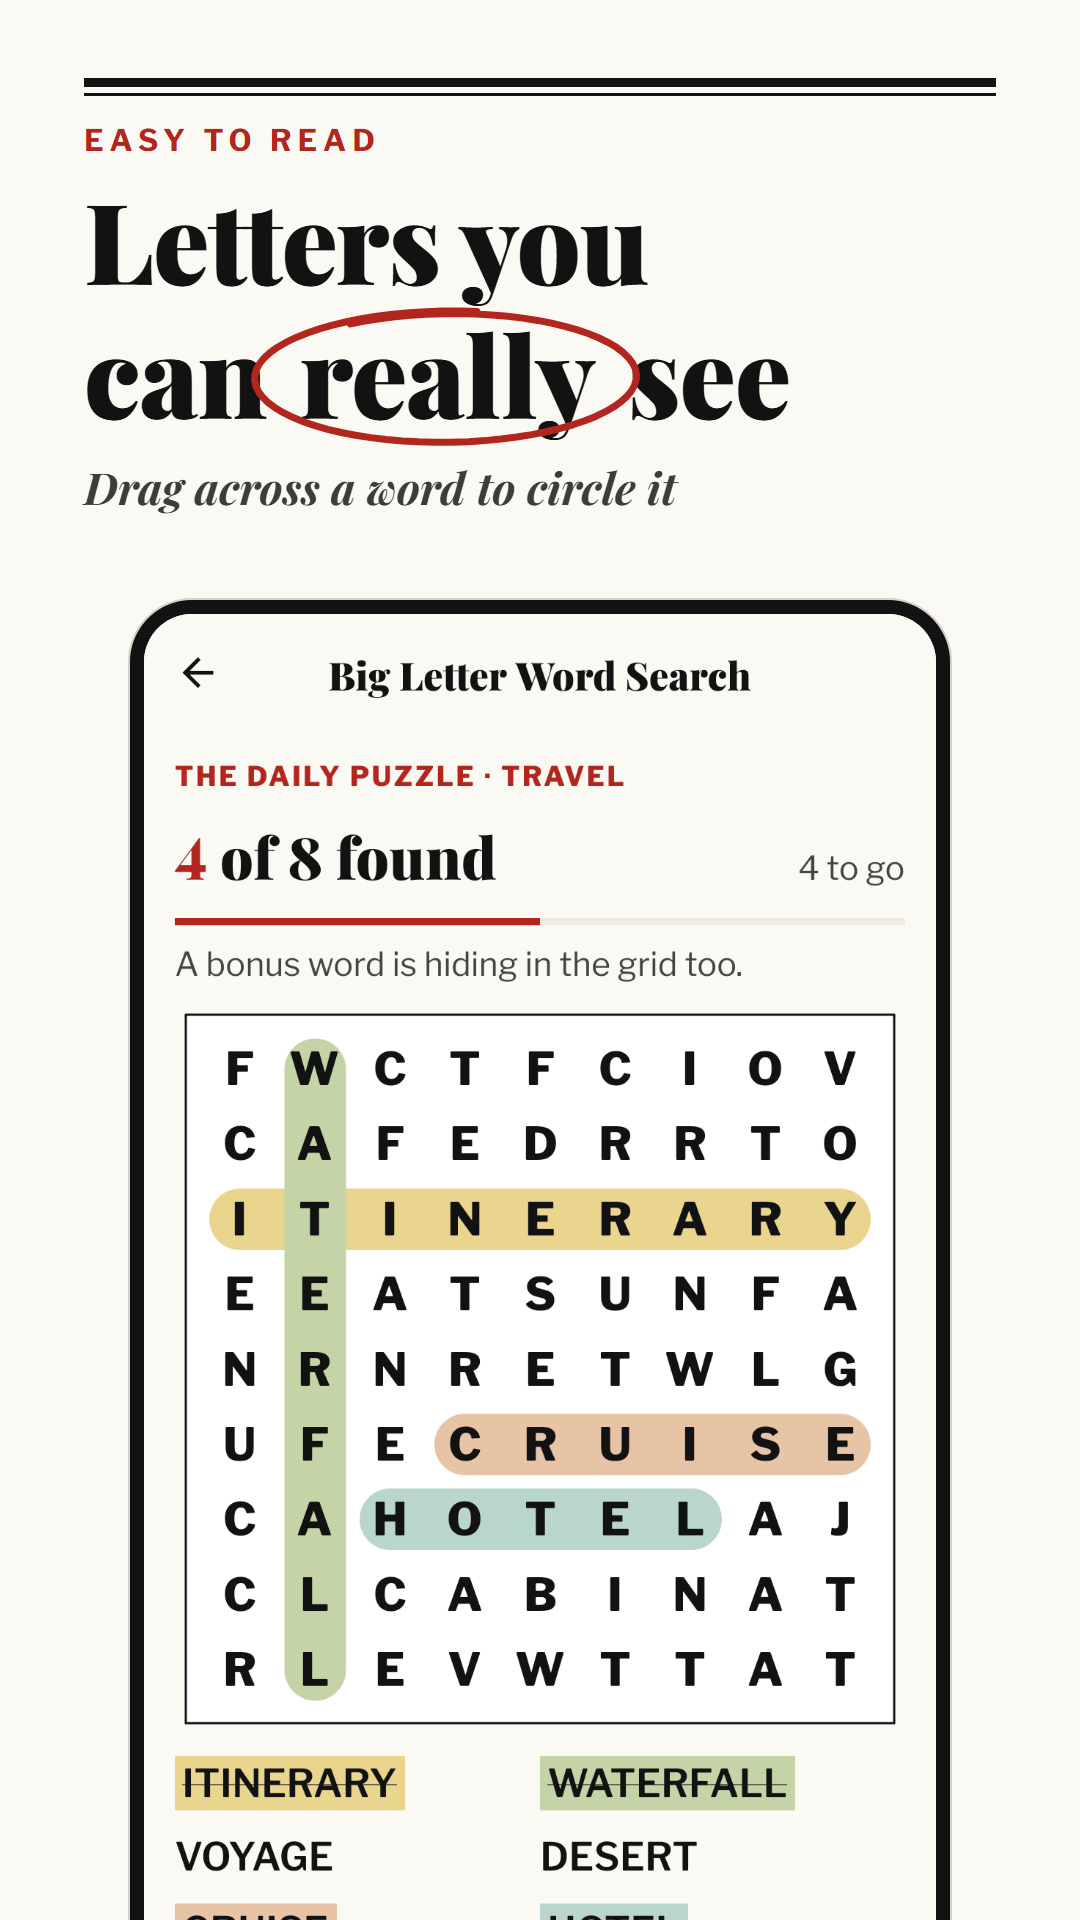 EASY TO READ
Letters you
can really see
Drag across a word to circle it
Big Letter Word Search
THE DAILY PUZZLE · TRAVEL
4 of 8 found
4 to go
A bonus word is hiding in the grid too.
F W C T F C I O V
C A F E D R R T O
I T I N E R A R Y
E E A T S U N F A
N R N R E T W L G
U F E C R U I S E
C A H O T E L A J
C L C A B I N A T
R L E V W T T A T
ITINERARY WATERFALL
VOYAGE DESERT
CRUISE HOTEL